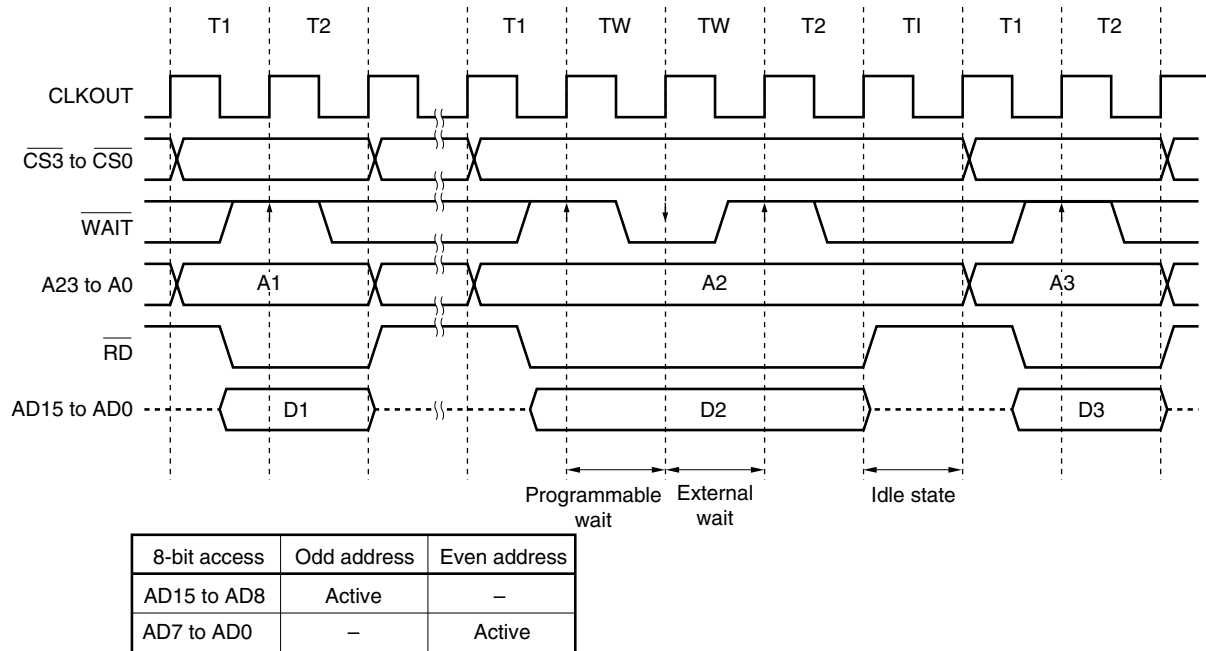 T1 T2 T1 TW TW T2 TI T1 T2
CLKOUT
CS3 to CS0
WAIT
A23 to A0 A1 A2 A3
RD
AD15 to AD0 D1 D2 D3
Programmable
wait
External
wait
Idle state
8-bit access Odd address Even address
AD15 to AD8 Active –
AD7 to AD0 – Active